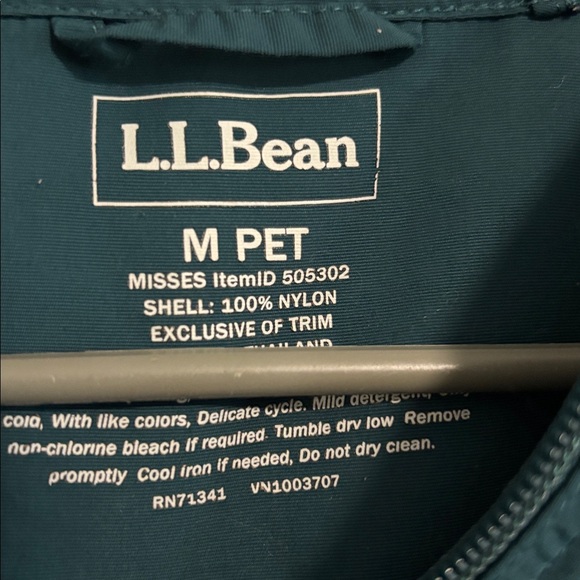 L.L.Bean
M PET
MISSES ItemID 505302
SHELL: 100% NYLON
EXCLUSIVE OF TRIM
THAILAND
cold, With like colors, Delicate cycle. Mild detergent,
non-chlorine bleach if required. Tumble dry low Remove
promptly Cool iron if needed, Do not dry clean.
RN71341 VN1003707